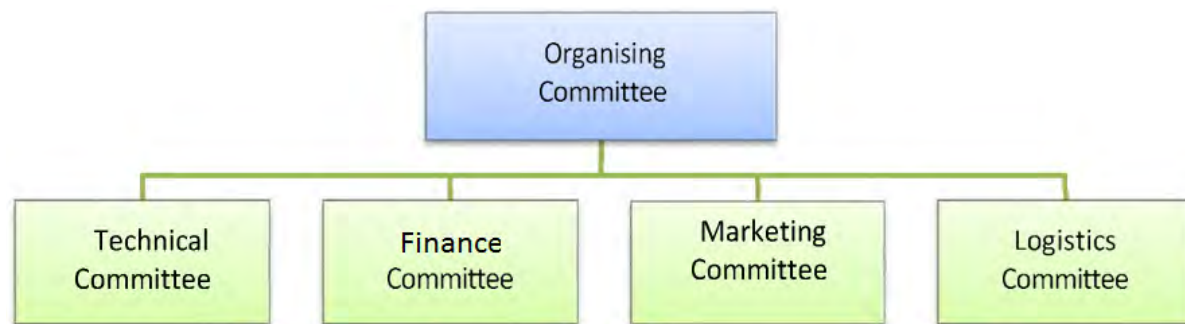 Organising
Committee
Technical
Committee
Finance
Committee
Marketing
Committee
Logistics
Committee